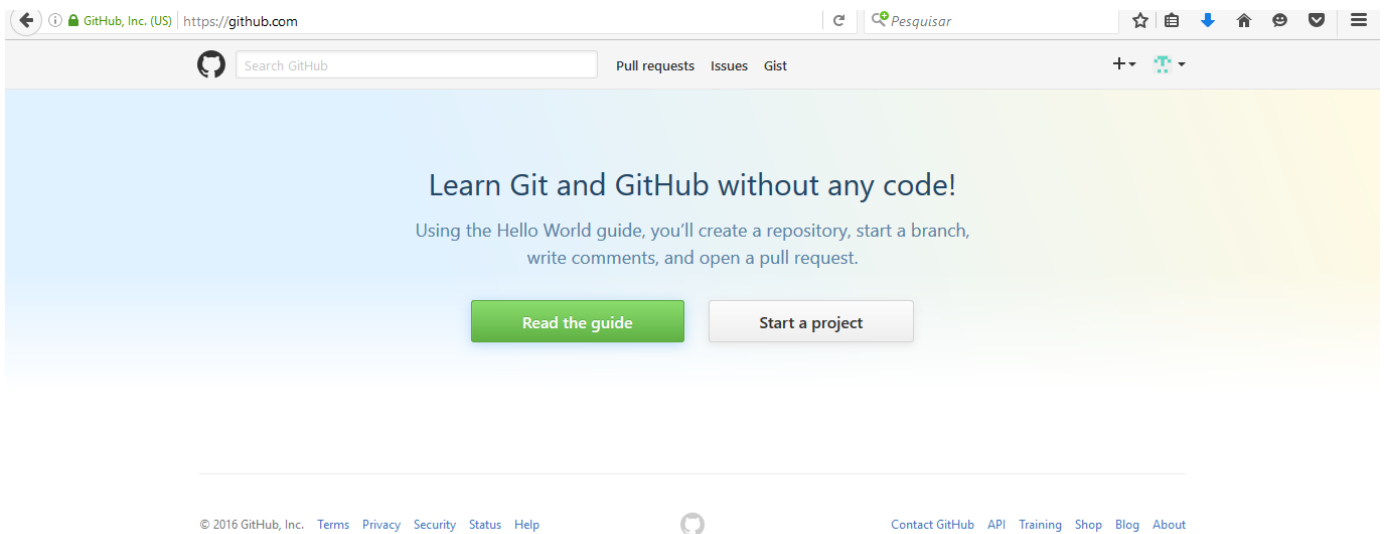 GitHub, Inc. (US) https://github.com Pesquisar
Search GitHub Pull requests Issues Gist
Learn Git and GitHub without any code!
Using the Hello World guide, you'll create a repository, start a branch,
write comments, and open a pull request.
Read the guide Start a project
© 2016 GitHub, Inc. Terms Privacy Security Status Help Contact GitHub API Training Shop Blog About